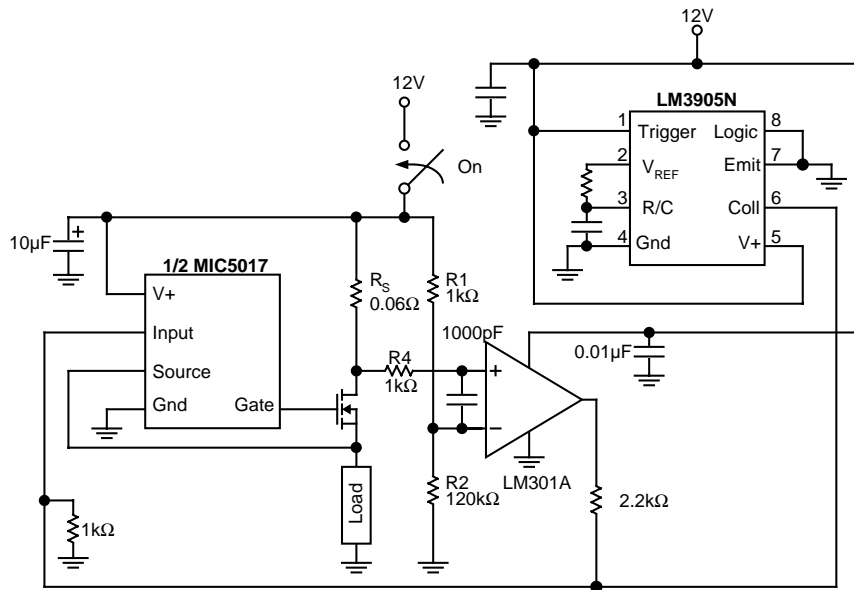 12V
LM3905N
1 Trigger Logic 8
2 VREF Emit 7
3 R/C Coll 6
4 Gnd V+ 5
12V
On
10µF
+
1/2 MIC5017
V+
Input
Source
Gnd Gate
RS
0.06Ω
R1
1kΩ
1000pF
R4
1kΩ
+
−
0.01µF
LM301A
R2
120kΩ
2.2kΩ
Load
1kΩ